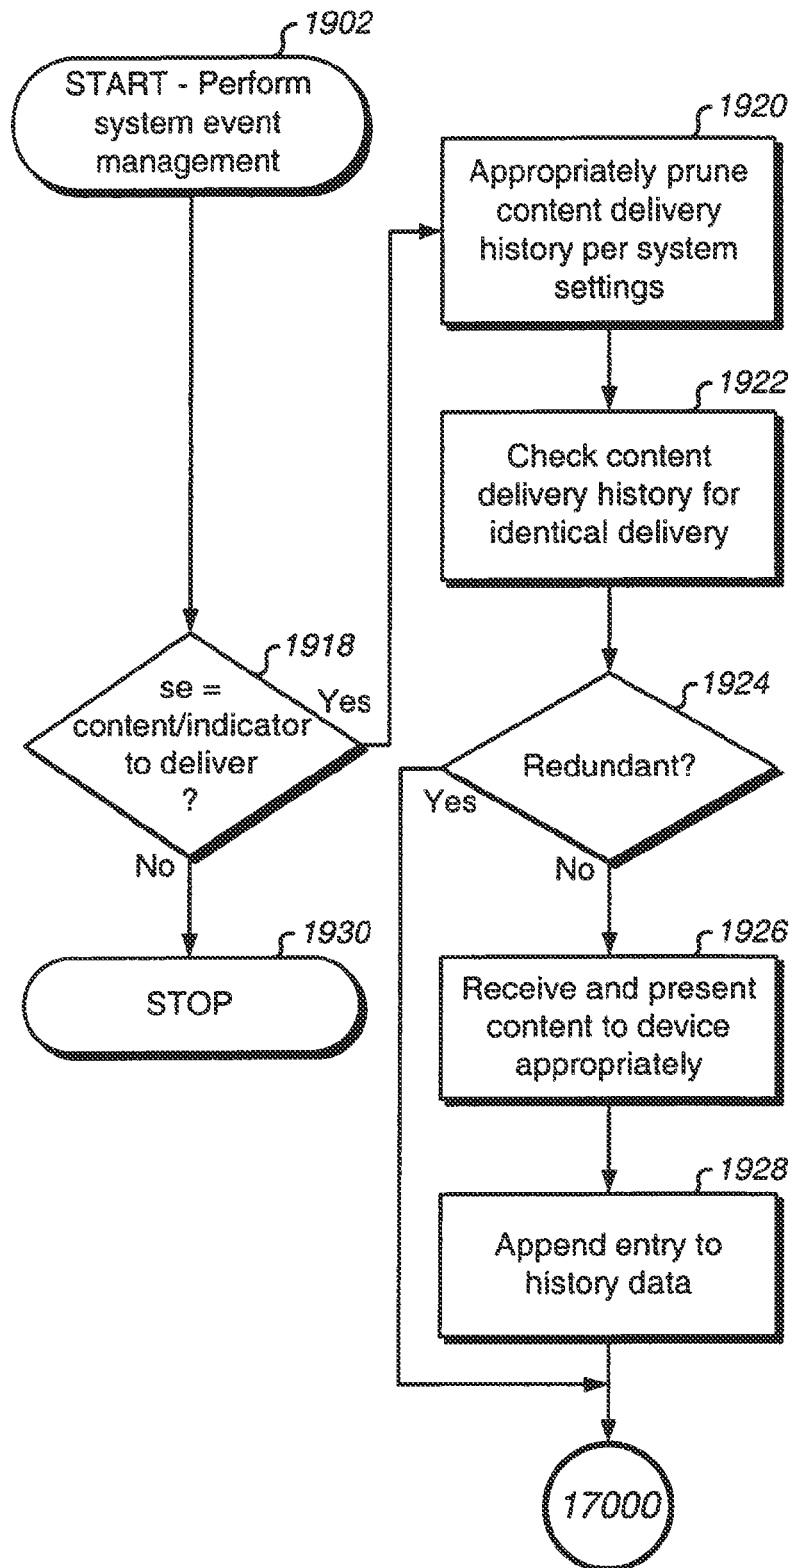 1902
START - Perform
system event
management
1918
se =
content/indicator
to deliver
?
Yes
No
1930
STOP
1920
Appropriately prune
content delivery
history per system
settings
1922
Check content
delivery history for
identical delivery
1924
Redundant?
Yes
No
1926
Receive and present
content to device
appropriately
1928
Append entry to
history data
17000